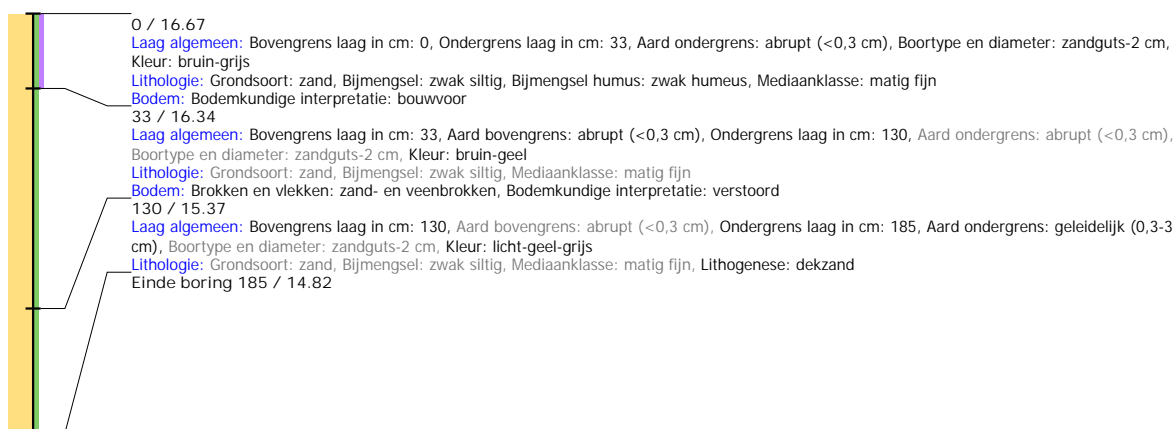 0 / 16.67
Laag algemeen: Bovengrens laag in cm: 0, Ondergrens laag in cm: 33, Aard ondergrens: abrupt (<0,3 cm), Boortype en diameter: zandguts-2 cm,
Kleur: bruin-grijs
Lithologie: Grondsoort: zand, Bijmengsel: zwak siltig, Bijmengsel humus: zwak humeus, Mediaanklasse: matig fijn
Bodem: Bodemkundige interpretatie: bouwvoor
33 / 16.34
Laag algemeen: Bovengrens laag in cm: 33, Aard bovengrens: abrupt (<0,3 cm), Ondergrens laag in cm: 130, Aard ondergrens: abrupt (<0,3 cm),
Boortype en diameter: zandguts-2 cm, Kleur: bruin-geel
Lithologie: Grondsoort: zand, Bijmengsel: zwak siltig, Mediaanklasse: matig fijn
Bodem: Brokken en vlekken: zand- en veenbrokken, Bodemkundige interpretatie: verstoord
130 / 15.37
Laag algemeen: Bovengrens laag in cm: 130, Aard bovengrens: abrupt (<0,3 cm), Ondergrens laag in cm: 185, Aard ondergrens: geleidelijk (0,3-3
cm), Boortype en diameter: zandguts-2 cm, Kleur: licht-geel-grijs
Lithologie: Grondsoort: zand, Bijmengsel: zwak siltig, Mediaanklasse: matig fijn, Lithogenese: dekzand
Einde boring 185 / 14.82